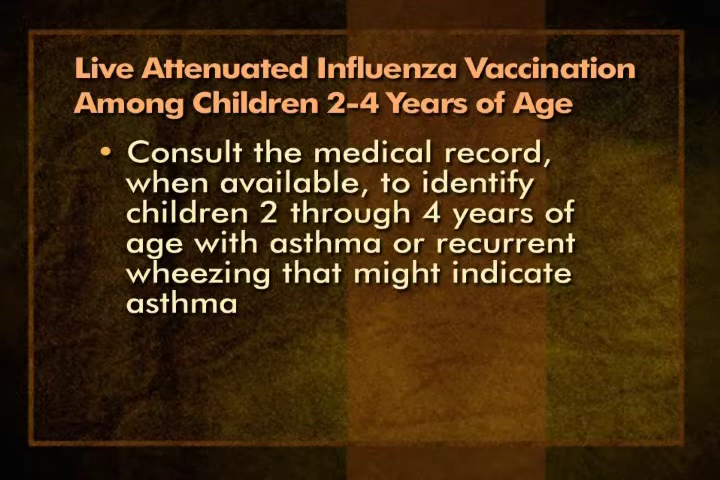 Live Attenuated Influenza Vaccination
Among Children 2-4 Years of Age
• Consult the medical record,
when available, to identify
children 2 through 4 years of
age with asthma or recurrent
wheezing that might indicate
asthma